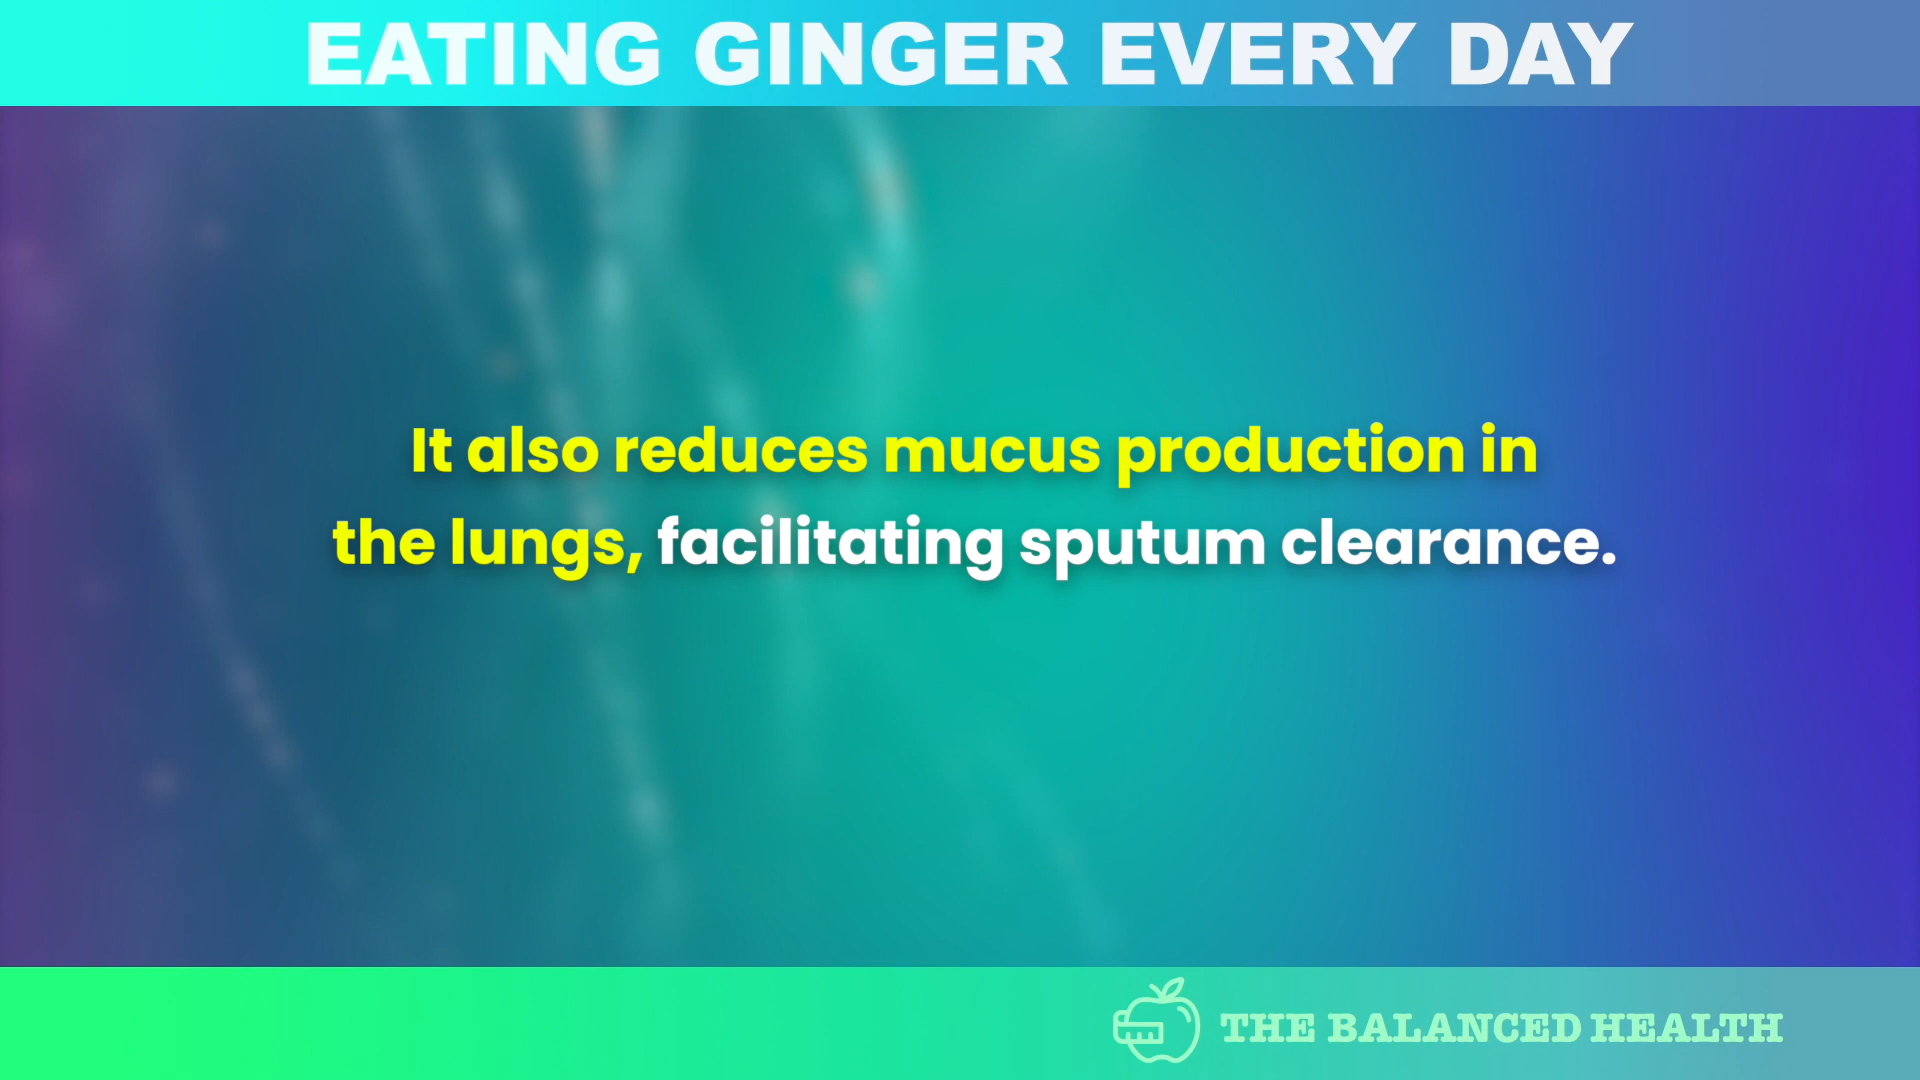 EATING GINGER EVERY DAY
It also reduces mucus production in
the lungs, facilitating sputum clearance.
THE BALANCED HEALTH